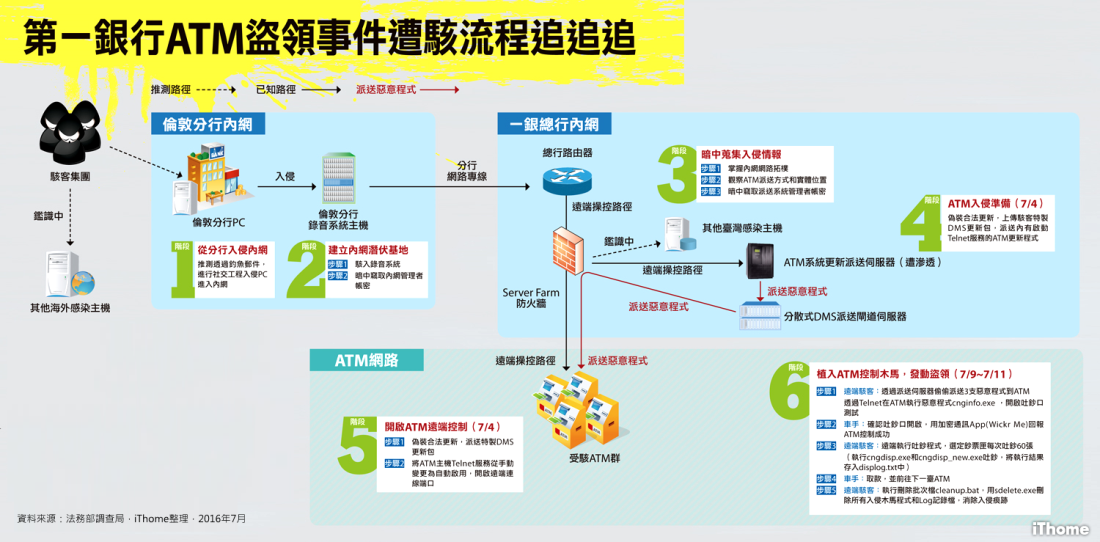 第一銀行ATM盜領事件遭駭流程追追追
推測路徑
已知路徑
派送惡意程式
駭客集團
鑑識中
其他海外感染主機
倫敦分行內網
倫敦分行PC
入侵
倫敦分行
錄音系統主機
分行
網路專線
階段
1
從分行入侵內網
推測透過釣魚郵件，
進行社交工程入侵PC
進入內網
階段
2
建立內網潛伏基地
步驟1 駭入錄音系統
步驟2 暗中竊取內網管理者
帳密
一銀總行內網
總行路由器
遠端操控路徑
階段
3
暗中蒐集入侵情報
步驟1 掌握內網網路拓樸
步驟2 觀察ATM派送方式和實體位置
步驟3 暗中竊取派送系統管理者帳密
鑑識中
其他臺灣感染主機
遠端操控路徑
ATM系統更新派送伺服器（遭滲透）
派送惡意程式
Server Farm
防火牆
派送惡意程式
分散式DMS派送閘道伺服器
階段
4
ATM入侵準備（7/4）
偽裝合法更新，上傳駭客特製
DMS更新包，派送內有啟動
Telnet服務的ATM更新程式
ATM網路
遠端操控路徑
派送惡意程式
受駭ATM群
階段
5
開啟ATM遠端控制（7/4）
步驟1 偽裝合法更新，派送特製DMS
更新包
步驟2 將ATM主機Telnet服務從手動
變更為自動啟用，開啟遠端連
線端口
階段
6
植入ATM控制木馬，發動盜領（7/9~7/11）
步驟1 遠端駭客：透過派送伺服器偷偷派送3支惡意程式到ATM
透過Telnet在ATM執行惡意程式cnginfo.exe，開啟吐鈔口
測試
步驟2 車手：確認吐鈔口開啟，用加密通訊App(Wickr Me)回報
ATM控制成功
步驟3 遠端駭客：遠端執行吐鈔程式，選定鈔票匣每次吐鈔60張
（執行cngdisp.exe和cngdisp_new.exe吐鈔，將執行結果
存入displog.txt中）
步驟4 車手：取款，並前往下一臺ATM
步驟5 遠端駭客：執行刪除批次檔cleanup.bat，用sdelete.exe刪
除所有入侵木馬程式和Log記錄檔，消除入侵痕跡
資料來源：法務部調查局，iThome整理，2016年7月
iThome